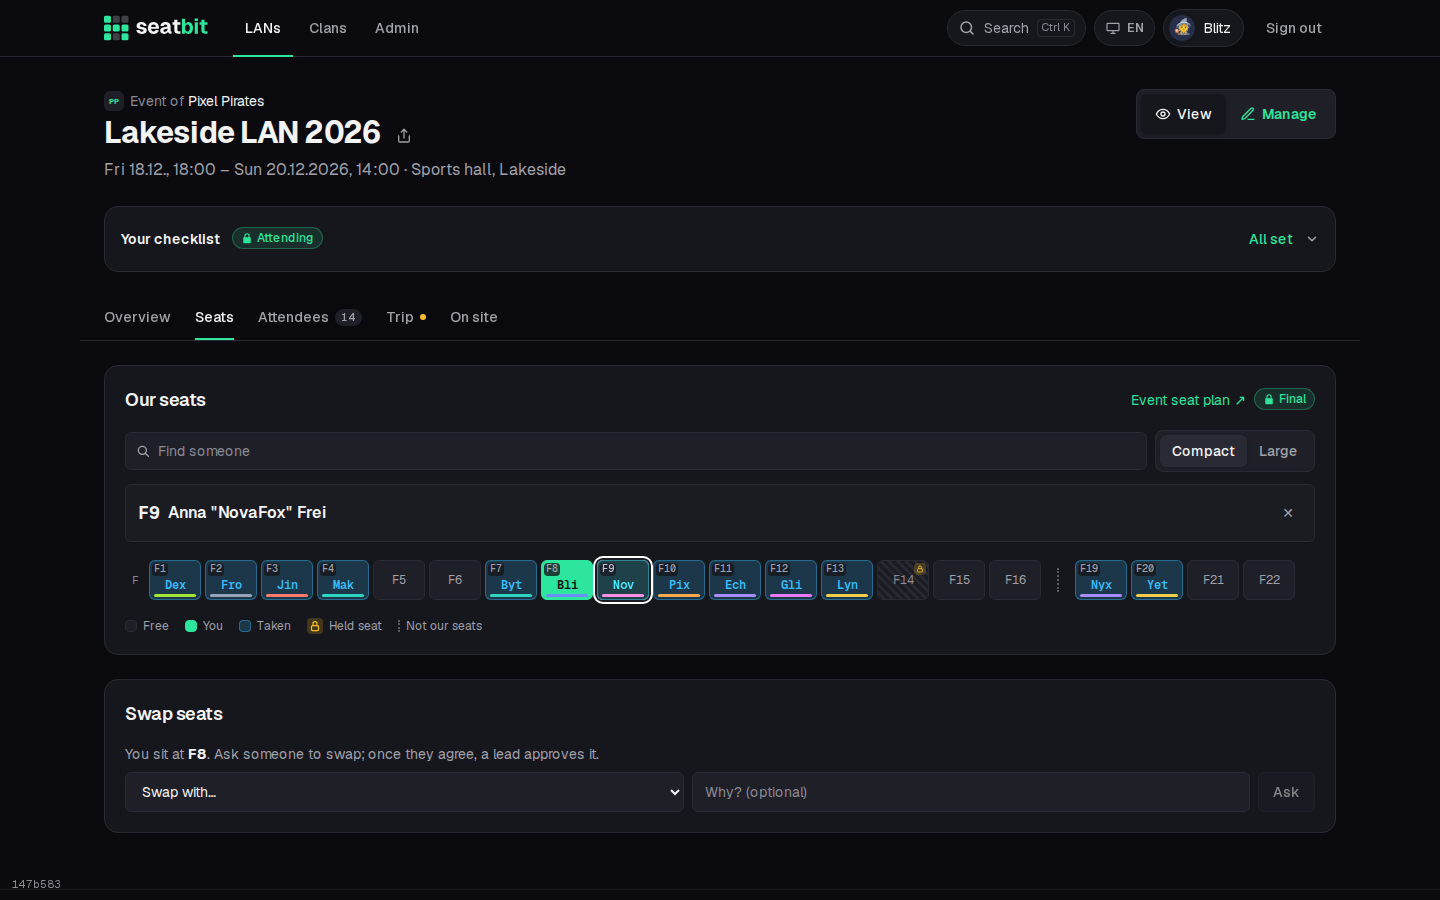 seatbit LANs Clans Admin Search Ctrl K EN Blitz Sign out
PP Event of Pixel Pirates
Lakeside LAN 2026
View Manage
Fri 18.12., 18:00 – Sun 20.12.2026, 14:00 · Sports hall, Lakeside
Your checklist Attending All set
Overview Seats Attendees 14 Trip On site
Our seats Event seat plan ↗ Final
Find someone Compact Large
F9 Anna "NovaFox" Frei ×
F F1 Dex F2 Fro F3 Jin F4 Mak F5 F6 F7 Byt F8 Bli F9 Nov F10 Pix F11 Ech F12 Gli F13 Lyn F14 F15 F16 F19 Nyx F20 Yet F21 F22
Free You Taken Held seat Not our seats
Swap seats
You sit at F8. Ask someone to swap; once they agree, a lead approves it.
Swap with… Why? (optional) Ask
147b583